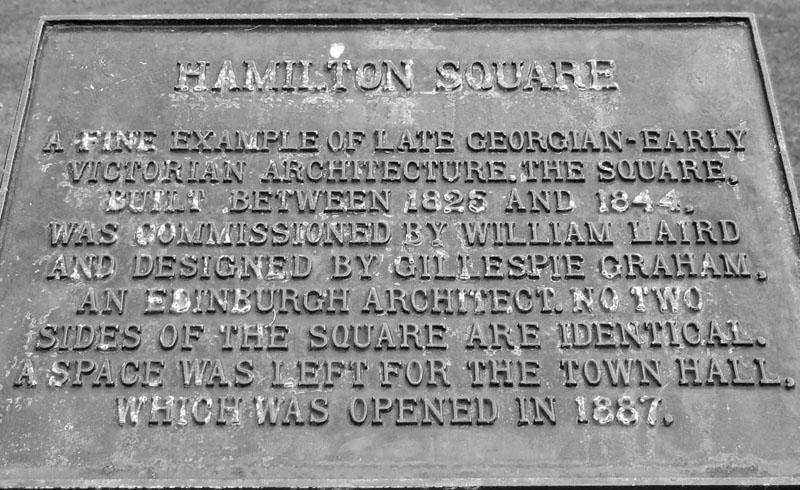 HAMILTON SQUARE
A FINE EXAMPLE OF LATE GEORGIAN-EARLY
VICTORIAN ARCHITECTURE. THE SQUARE,
BUILT BETWEEN 1825 AND 1844,
WAS COMMISSIONED BY WILLIAM LAIRD
AND DESIGNED BY GILLESPIE GRAHAM,
AN EDINBURGH ARCHITECT. NO TWO
SIDES OF THE SQUARE ARE IDENTICAL.
A SPACE WAS LEFT FOR THE TOWN HALL,
WHICH WAS OPENED IN 1887.